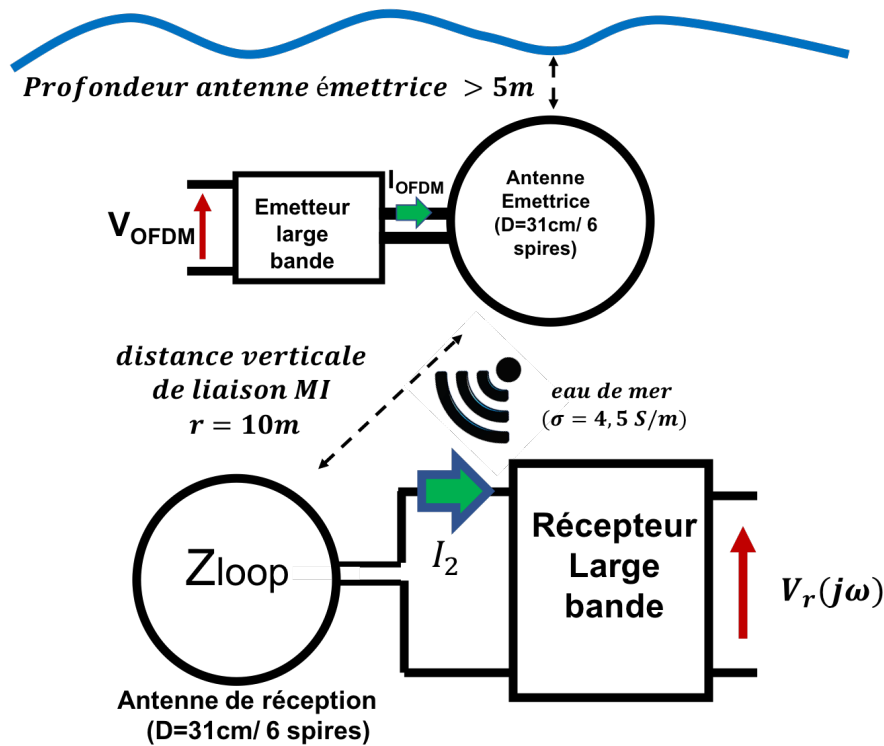 Profondeur antenne émettrice > 5m
I_OFDM
Emetteur
large
bande
V_OFDM
Antenne
Emettrice
(D=31cm/ 6
spires)
distance verticale
de liaison MI
r = 10m
eau de mer
(σ = 4, 5 S/m)
Zloop
I_2
Récepteur
Large
bande
V_r(jω)
Antenne de réception
(D=31cm/ 6 spires)